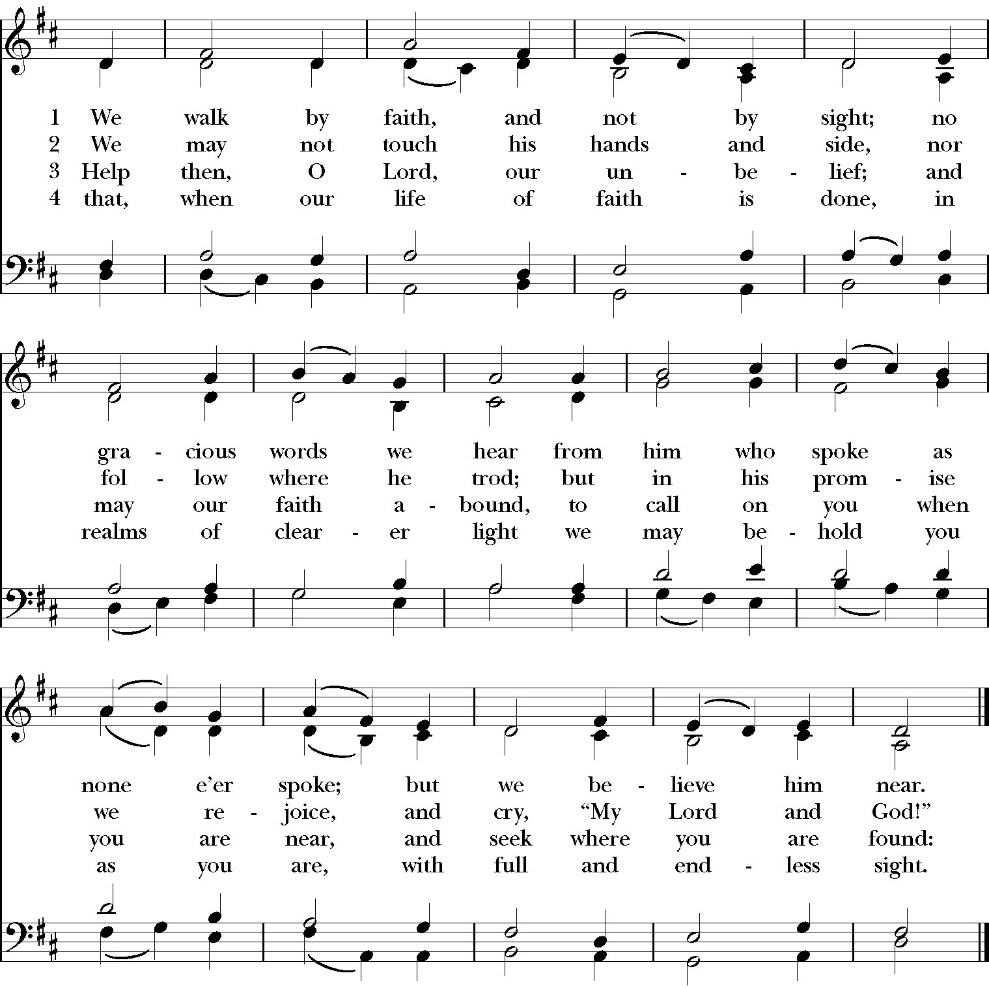 1 We walk by faith, and not by sight; no
2 We may not touch his hands and side, nor
3 Help then, O Lord, our un - be - lief; and
4 that, when our life of faith is done, in
gra - cious words we hear from him who spoke as
fol - low where he trod; but in his prom - ise
may our faith a - bound, to call on you when
realms of clear - er light we may be - hold you
none e’er spoke; but we be - lieve him near.
we re - joice, and cry, “My Lord and God!”
you are near, and seek where you are found:
as you are, with full and end - less sight.